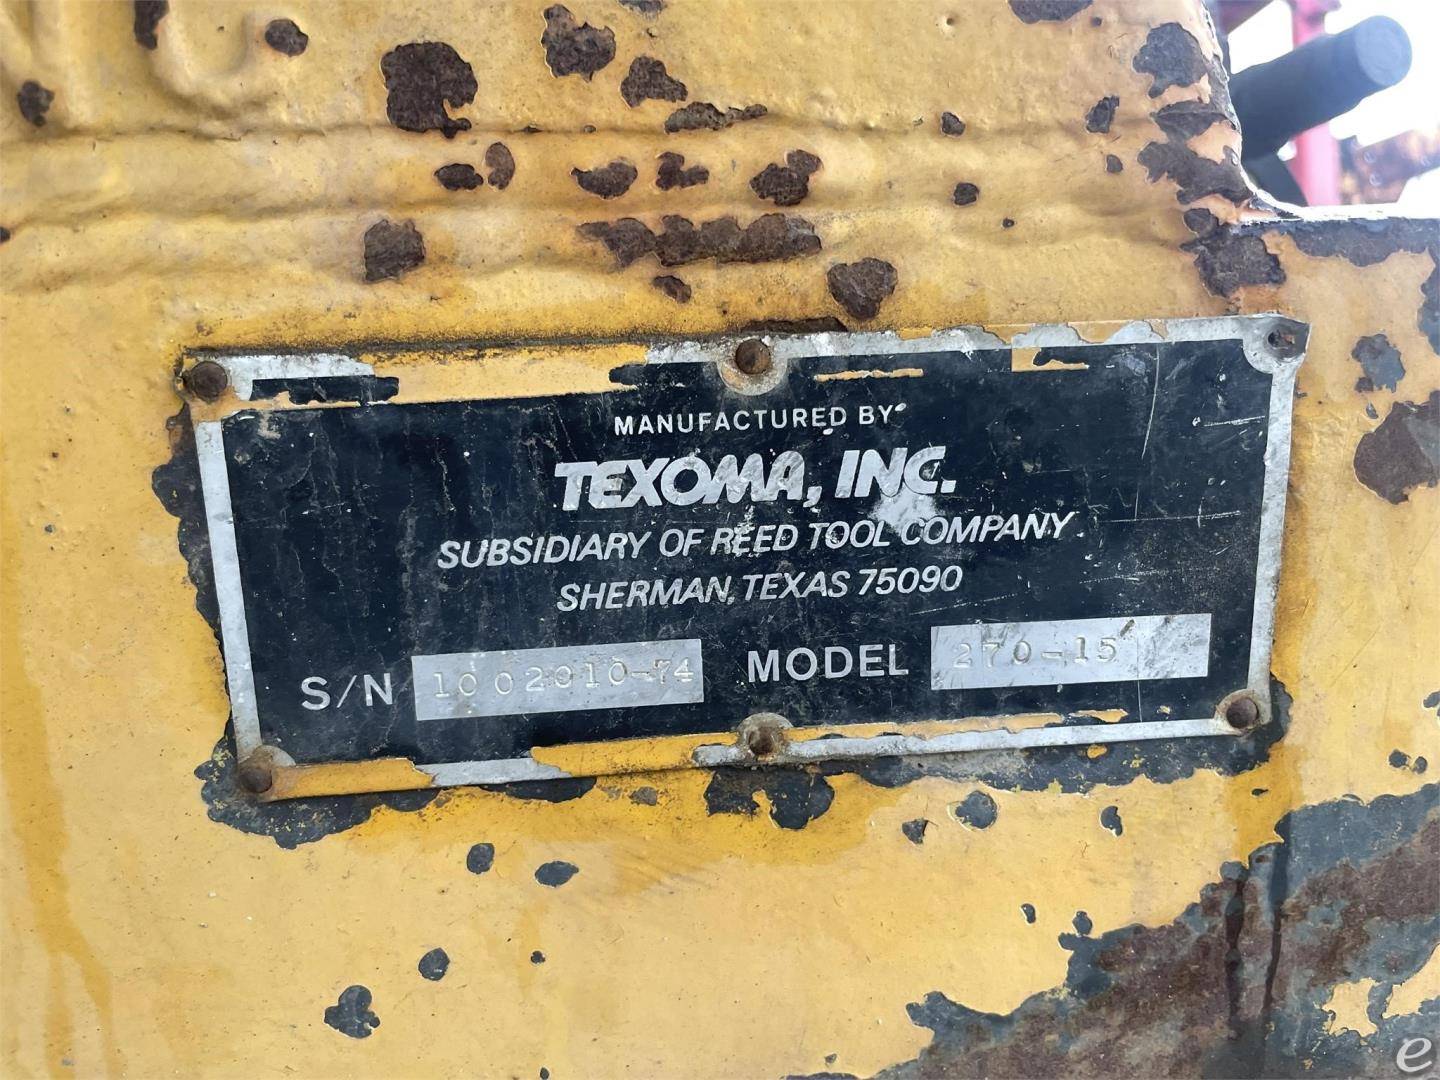 MANUFACTURED BY
TEXOMA, INC.
SUBSIDIARY OF REED TOOL COMPANY
SHERMAN, TEXAS 75090
S/N 1002010-74 MODEL 270-15
e